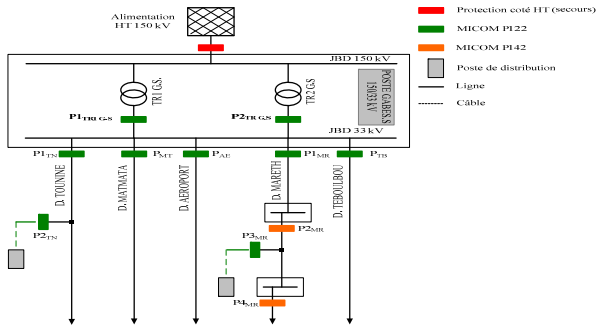 Alimentation
HT 150 kV
Protection coté HT (secours)
MICOM P122
MICOM P142
Poste de distribution
Ligne
Câble
JBD 150 kV
TR1 G.S.
TR2 G.S
POSTE GABES.S
150/33 kV
P1TR1 G.S
P2TR G.S
JBD 33 kV
P1TN
PMT
PAE
P1MR
PTB
D. TOUNINE
D. MATMATA
D. AEROPORT
D. MARETH
D. TEBOULBOU
P2TN
P2MR
P3MR
P4MR